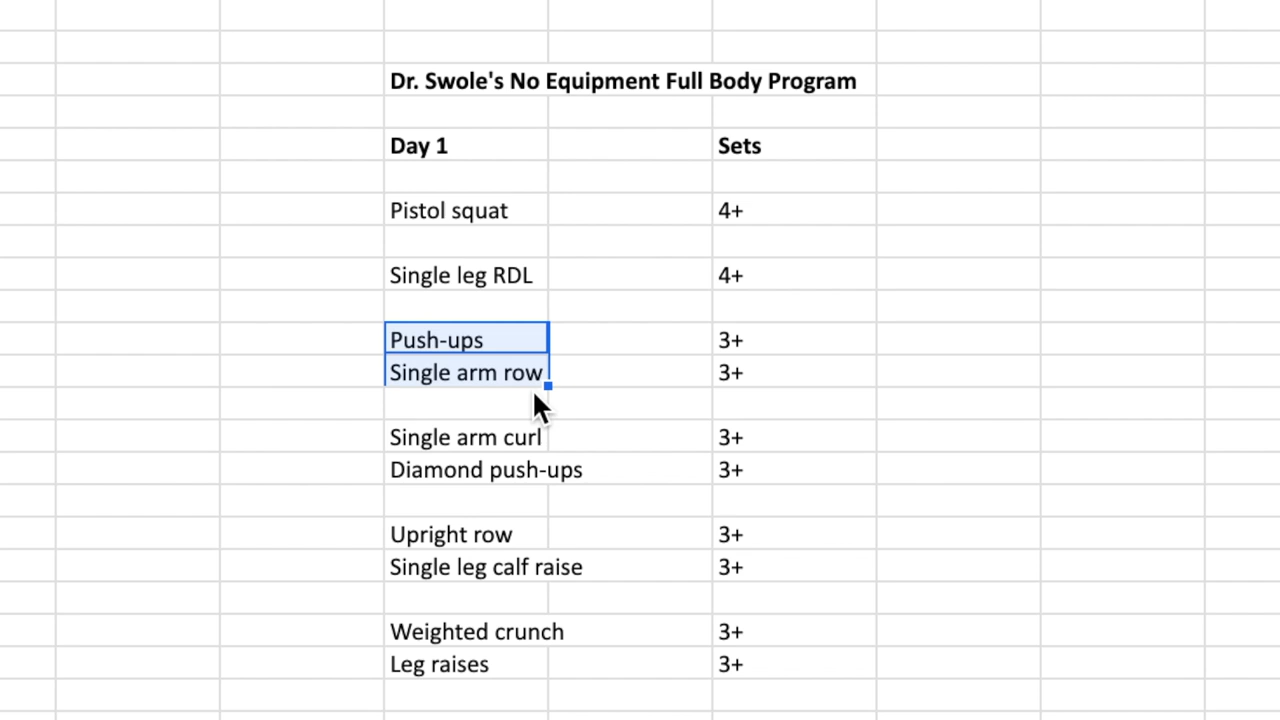 Dr. Swole's No Equipment Full Body Program
Day 1 Sets
Pistol squat 4+
Single leg RDL 4+
Push-ups 3+
Single arm row 3+
Single arm curl 3+
Diamond push-ups 3+
Upright row 3+
Single leg calf raise 3+
Weighted crunch 3+
Leg raises 3+